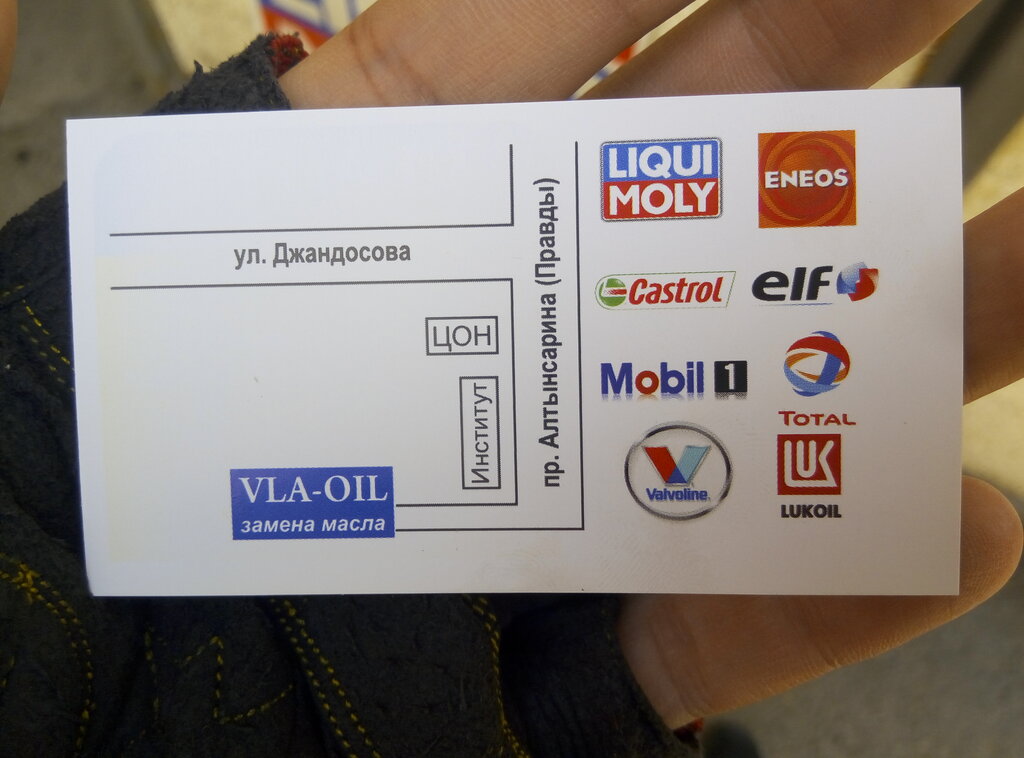 ул. Джандосова
пр. Алтынсарина (Правды)
ЦОН
Институт
VLA-OIL
замена масла
LIQUI
MOLY
ENEOS
Castrol
elf
Mobil 1
TOTAL
Valvoline
LUK
LUKOIL